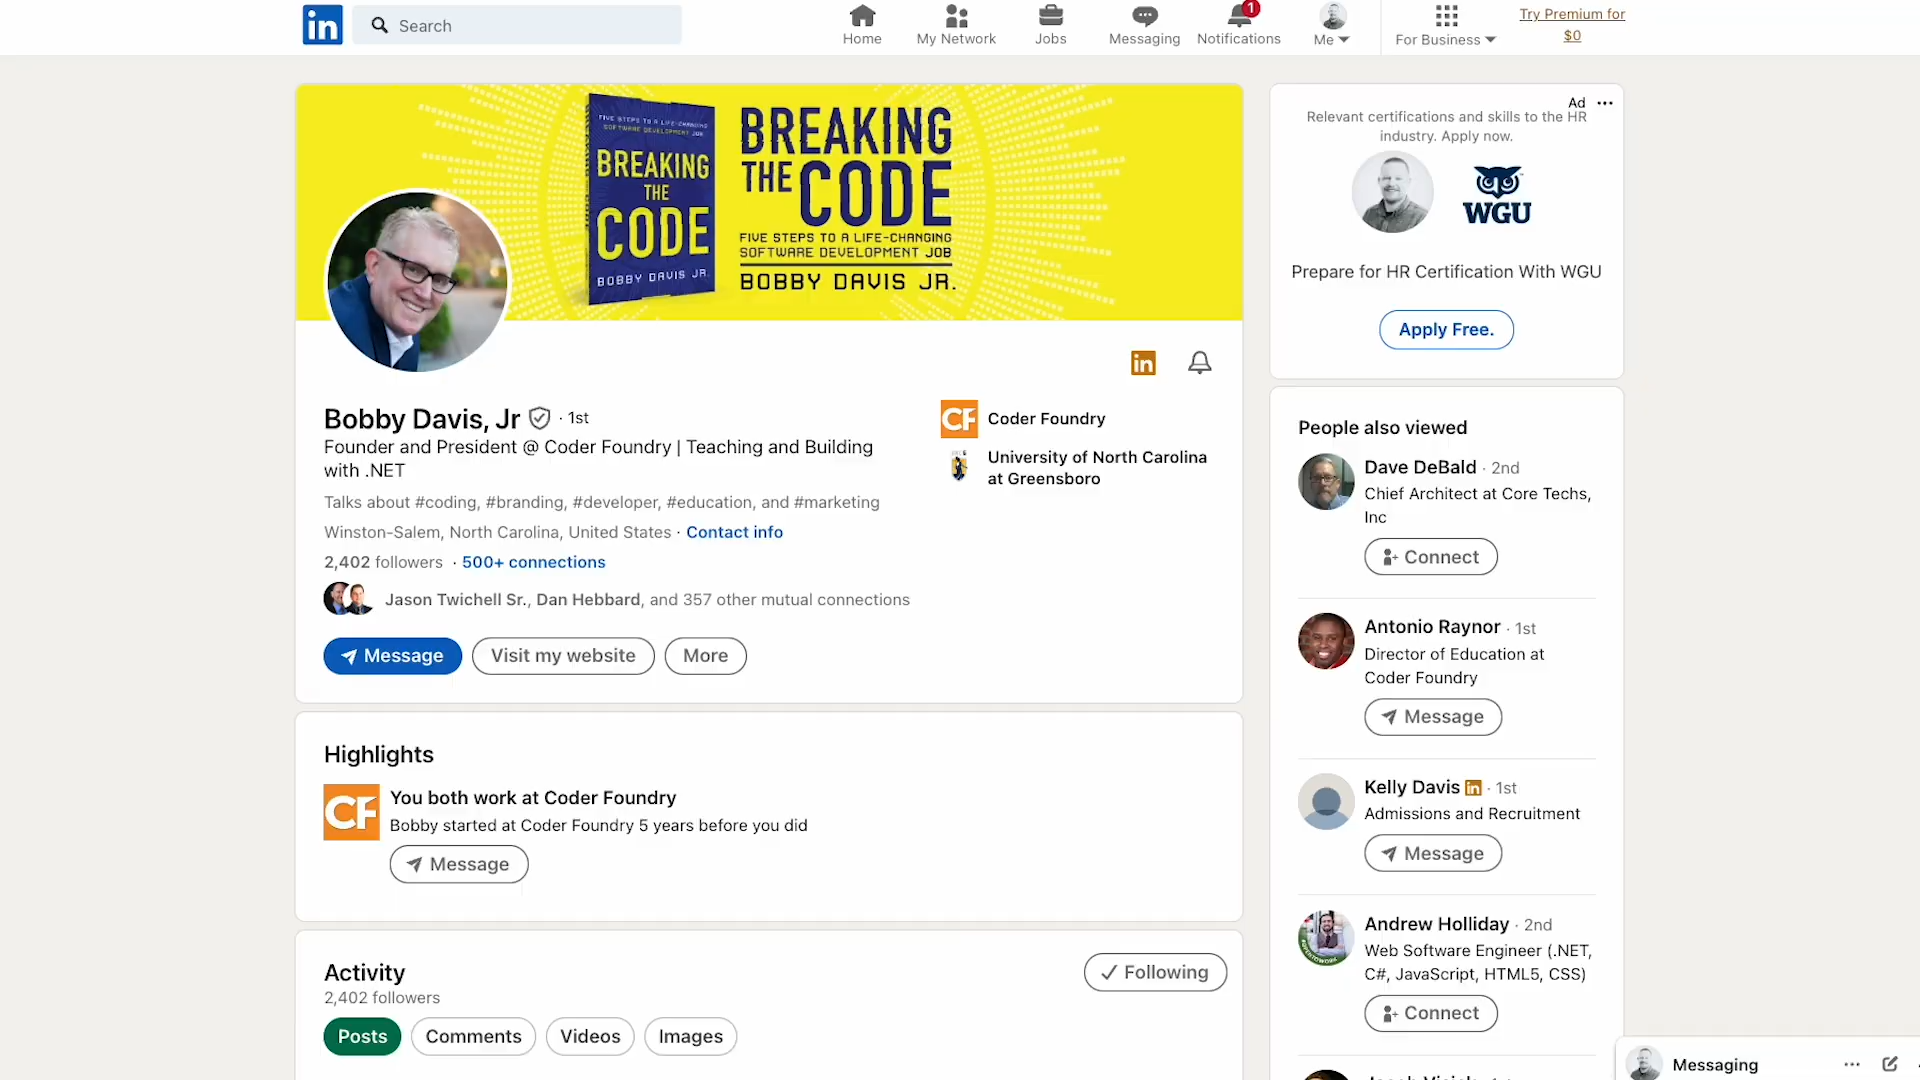 in
Search
Home
My Network
Jobs
Messaging
1
Notifications
Me
For Business
Try Premium for
$0
FIVE STEPS TO A LIFE-CHANGING
SOFTWARE DEVELOPMENT JOB
BREAKING
THE
CODE
BOBBY DAVIS JR.
BREAKING
THE CODE
FIVE STEPS TO A LIFE-CHANGING
SOFTWARE DEVELOPMENT JOB
BOBBY DAVIS JR.
in
Bobby Davis, Jr · 1st
Founder and President @ Coder Foundry | Teaching and Building
with .NET
Talks about #coding, #branding, #developer, #education, and #marketing
Winston-Salem, North Carolina, United States · Contact info
2,402 followers · 500+ connections
Jason Twichell Sr., Dan Hebbard, and 357 other mutual connections
Message
Visit my website
More
CF Coder Foundry
University of North Carolina
at Greensboro
Highlights
CF
You both work at Coder Foundry
Bobby started at Coder Foundry 5 years before you did
Message
Activity
2,402 followers
Following
Posts
Comments
Videos
Images
Ad
Relevant certifications and skills to the HR
industry. Apply now.
WGU
Prepare for HR Certification With WGU
Apply Free.
People also viewed
Dave DeBald · 2nd
Chief Architect at Core Techs,
Inc
Connect
Antonio Raynor · 1st
Director of Education at
Coder Foundry
Message
Kelly Davis in · 1st
Admissions and Recruitment
Message
Andrew Holliday · 2nd
Web Software Engineer (.NET,
C#, JavaScript, HTML5, CSS)
Connect
Messaging